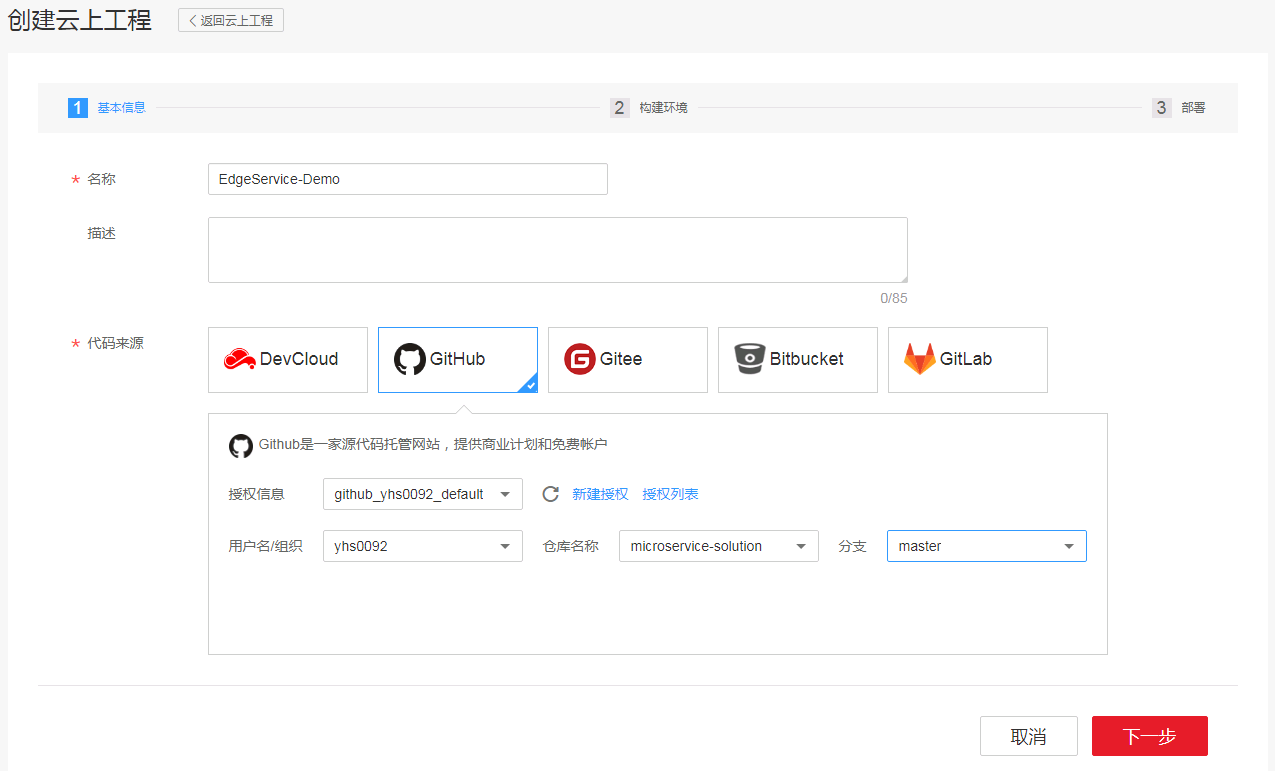 创建云上工程 返回云上工程
1 基本信息 2 构建环境 3 部署
* 名称 EdgeService-Demo
描述
0/85
* 代码来源 DevCloud GitHub Gitee Bitbucket GitLab
Github是一家源代码托管网站，提供商业计划和免费帐户
授权信息 github_yhs0092_default 新建授权 授权列表
用户名/组织 yhs0092 仓库名称 microservice-solution 分支 master
取消 下一步